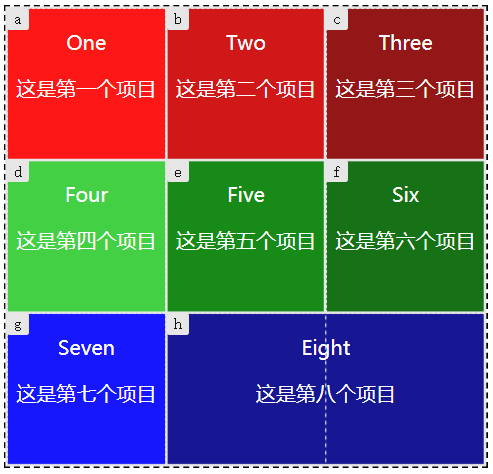 a
One
这是第一个项目
b
Two
这是第二个项目
c
Three
这是第三个项目
d
Four
这是第四个项目
e
Five
这是第五个项目
f
Six
这是第六个项目
g
Seven
这是第七个项目
h
Eight
这是第八个项目